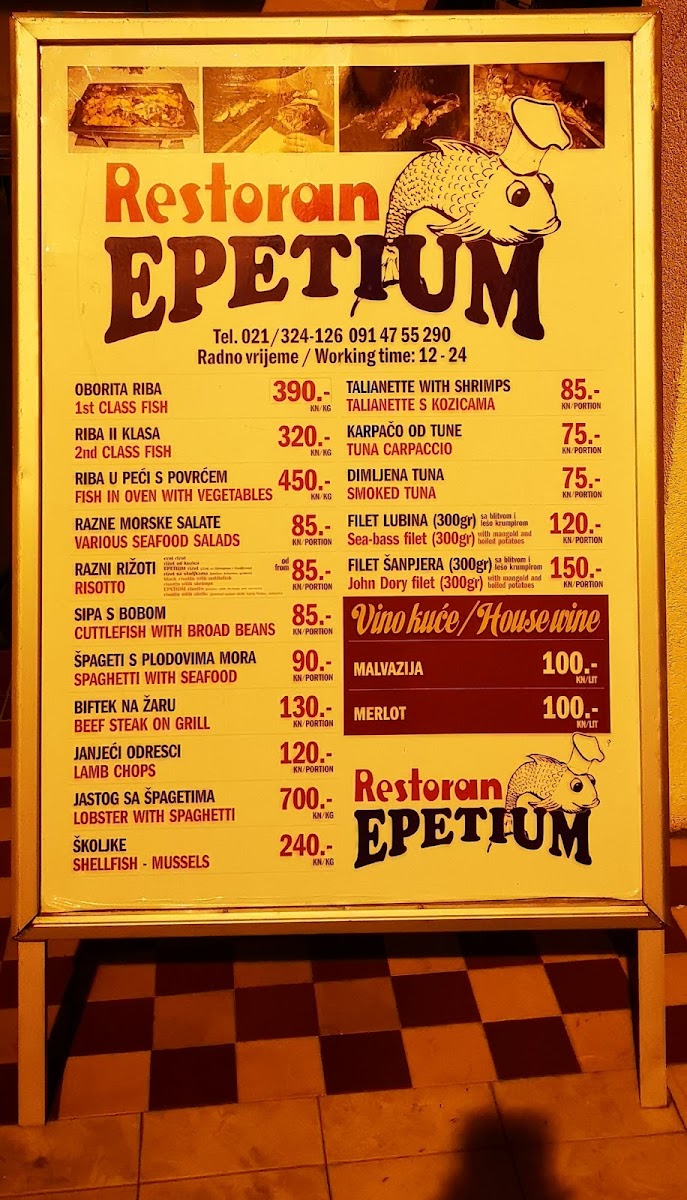 Restoran
EPETIUM
Tel. 021/324-126 091 47 55 290
Radno vrijeme / Working time: 12 - 24
OBORITA RIBA 390.-
1st CLASS FISH KN/KG
RIBA II KLASA 320.-
2nd CLASS FISH KN/KG
RIBA U PEĆI S POVRĆEM 450.-
FISH IN OVEN WITH VEGETABLES KN/KG
RAZNE MORSKE SALATE 85.-
VARIOUS SEAFOOD SALADS KN/PORTION
RAZNI RIŽOTI od 85.-
RISOTTO from KN/PORTION
SIPA S BOBOM 85.-
CUTTLEFISH WITH BROAD BEANS KN/PORTION
ŠPAGETI S PLODOVIMA MORA 90.-
SPAGHETTI WITH SEAFOOD KN/PORTION
BIFTEK NA ŽARU 130.-
BEEF STEAK ON GRILL KN/PORTION
JANJEĆI ODRESCI 120.-
LAMB CHOPS KN/PORTION
JASTOG SA ŠPAGETIMA 700.-
LOBSTER WITH SPAGHETTI KN/KG
ŠKOLJKE 240.-
SHELLFISH - MUSSELS KN/KG
TALIANETTE WITH SHRIMPS 85.-
TALIANETTE S KOZICAMA KN/PORTION
KARPAČO OD TUNE 75.-
TUNA CARPACCIO KN/PORTION
DIMLJENA TUNA 75.-
SMOKED TUNA KN/PORTION
FILET LUBINA (300gr) sa blitvom i lešo krumpirom 120.-
Sea-bass filet (300gr) with mangold and boiled potatoes KN/PORTION
FILET ŠANPJERA (300gr) sa blitvom i lešo krumpirom 150.-
John Dory filet (300gr) with mangold and boiled potatoes KN/PORTION
Vino kuće / House wine
MALVAZIJA 100.-
KN/LIT
MERLOT 100.-
KN/LIT
Restoran
EPETIUM